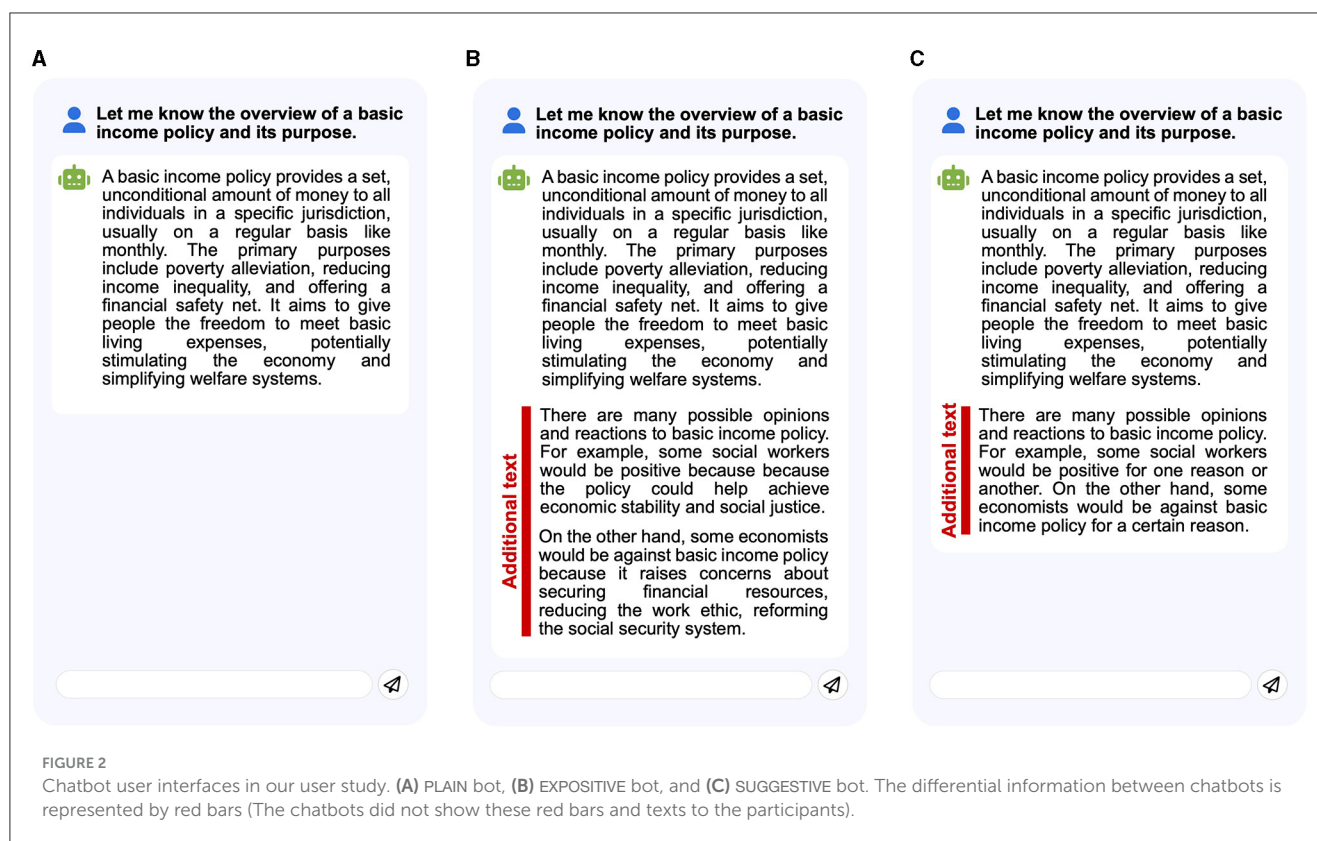 A
Let me know the overview of a basic
income policy and its purpose.
A basic income policy provides a set,
unconditional amount of money to all
individuals in a specific jurisdiction,
usually on a regular basis like
monthly. The primary purposes
include poverty alleviation, reducing
income inequality, and offering a
financial safety net. It aims to give
people the freedom to meet basic
living expenses, potentially
stimulating the economy and
simplifying welfare systems.
B
Let me know the overview of a basic
income policy and its purpose.
A basic income policy provides a set,
unconditional amount of money to all
individuals in a specific jurisdiction,
usually on a regular basis like
monthly. The primary purposes
include poverty alleviation, reducing
income inequality, and offering a
financial safety net. It aims to give
people the freedom to meet basic
living expenses, potentially
stimulating the economy and
simplifying welfare systems.
Additional text
There are many possible opinions
and reactions to basic income policy.
For example, some social workers
would be positive because because
the policy could help achieve
economic stability and social justice.
On the other hand, some economists
would be against basic income policy
because it raises concerns about
securing financial resources,
reducing the work ethic, reforming
the social security system.
C
Let me know the overview of a basic
income policy and its purpose.
A basic income policy provides a set,
unconditional amount of money to all
individuals in a specific jurisdiction,
usually on a regular basis like
monthly. The primary purposes
include poverty alleviation, reducing
income inequality, and offering a
financial safety net. It aims to give
people the freedom to meet basic
living expenses, potentially
stimulating the economy and
simplifying welfare systems.
Additional text
There are many possible opinions
and reactions to basic income policy.
For example, some social workers
would be positive for one reason or
another. On the other hand, some
economists would be against basic
income policy for a certain reason.
FIGURE 2
Chatbot user interfaces in our user study. (A) PLAIN bot, (B) EXPOSITIVE bot, and (C) SUGGESTIVE bot. The differential information between chatbots is
represented by red bars (The chatbots did not show these red bars and texts to the participants).